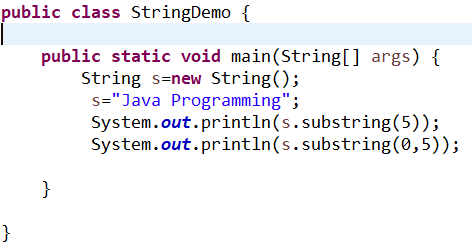 public class StringDemo {
public static void main(String[] args) {
String s=new String();
s="Java Programming";
System.out.println(s.substring(5));
System.out.println(s.substring(0,5));
}
}